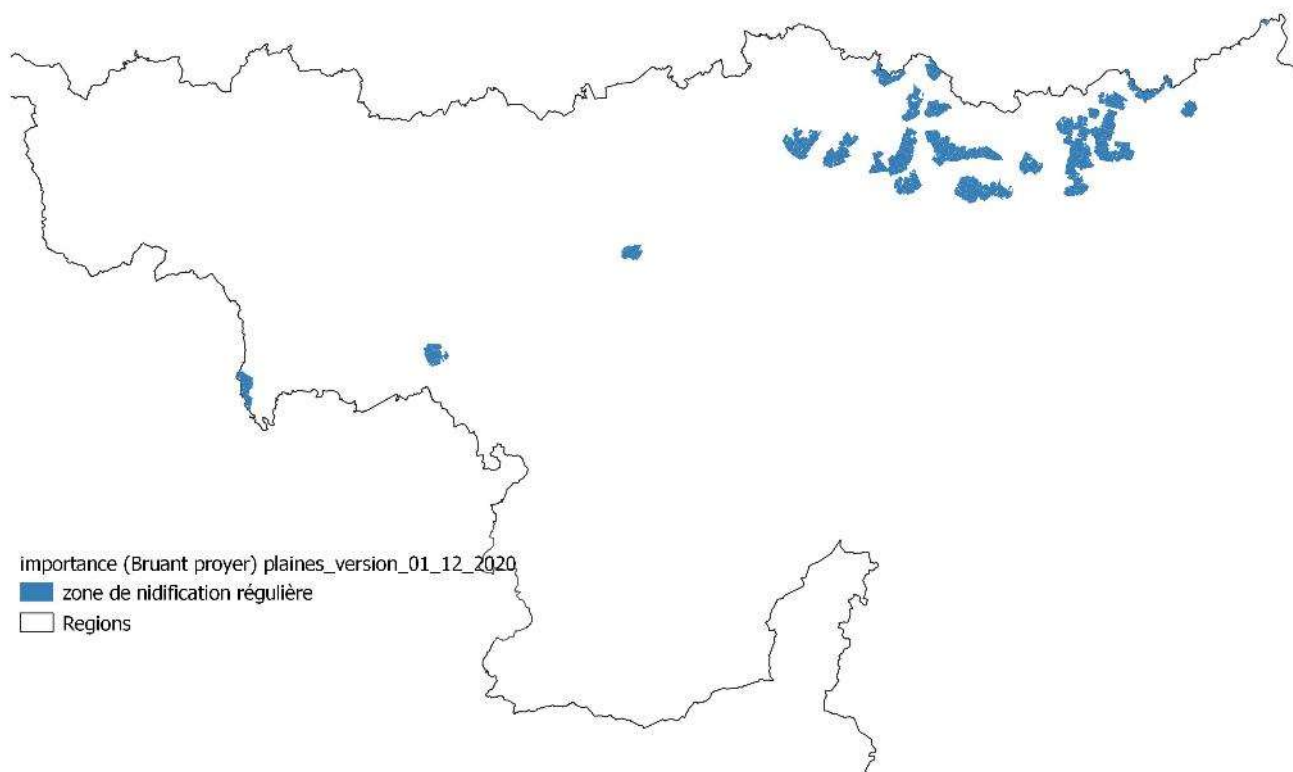 importance (Bruant proyer) plaines_version_01_12_2020
zone de nidification régulière
Regions